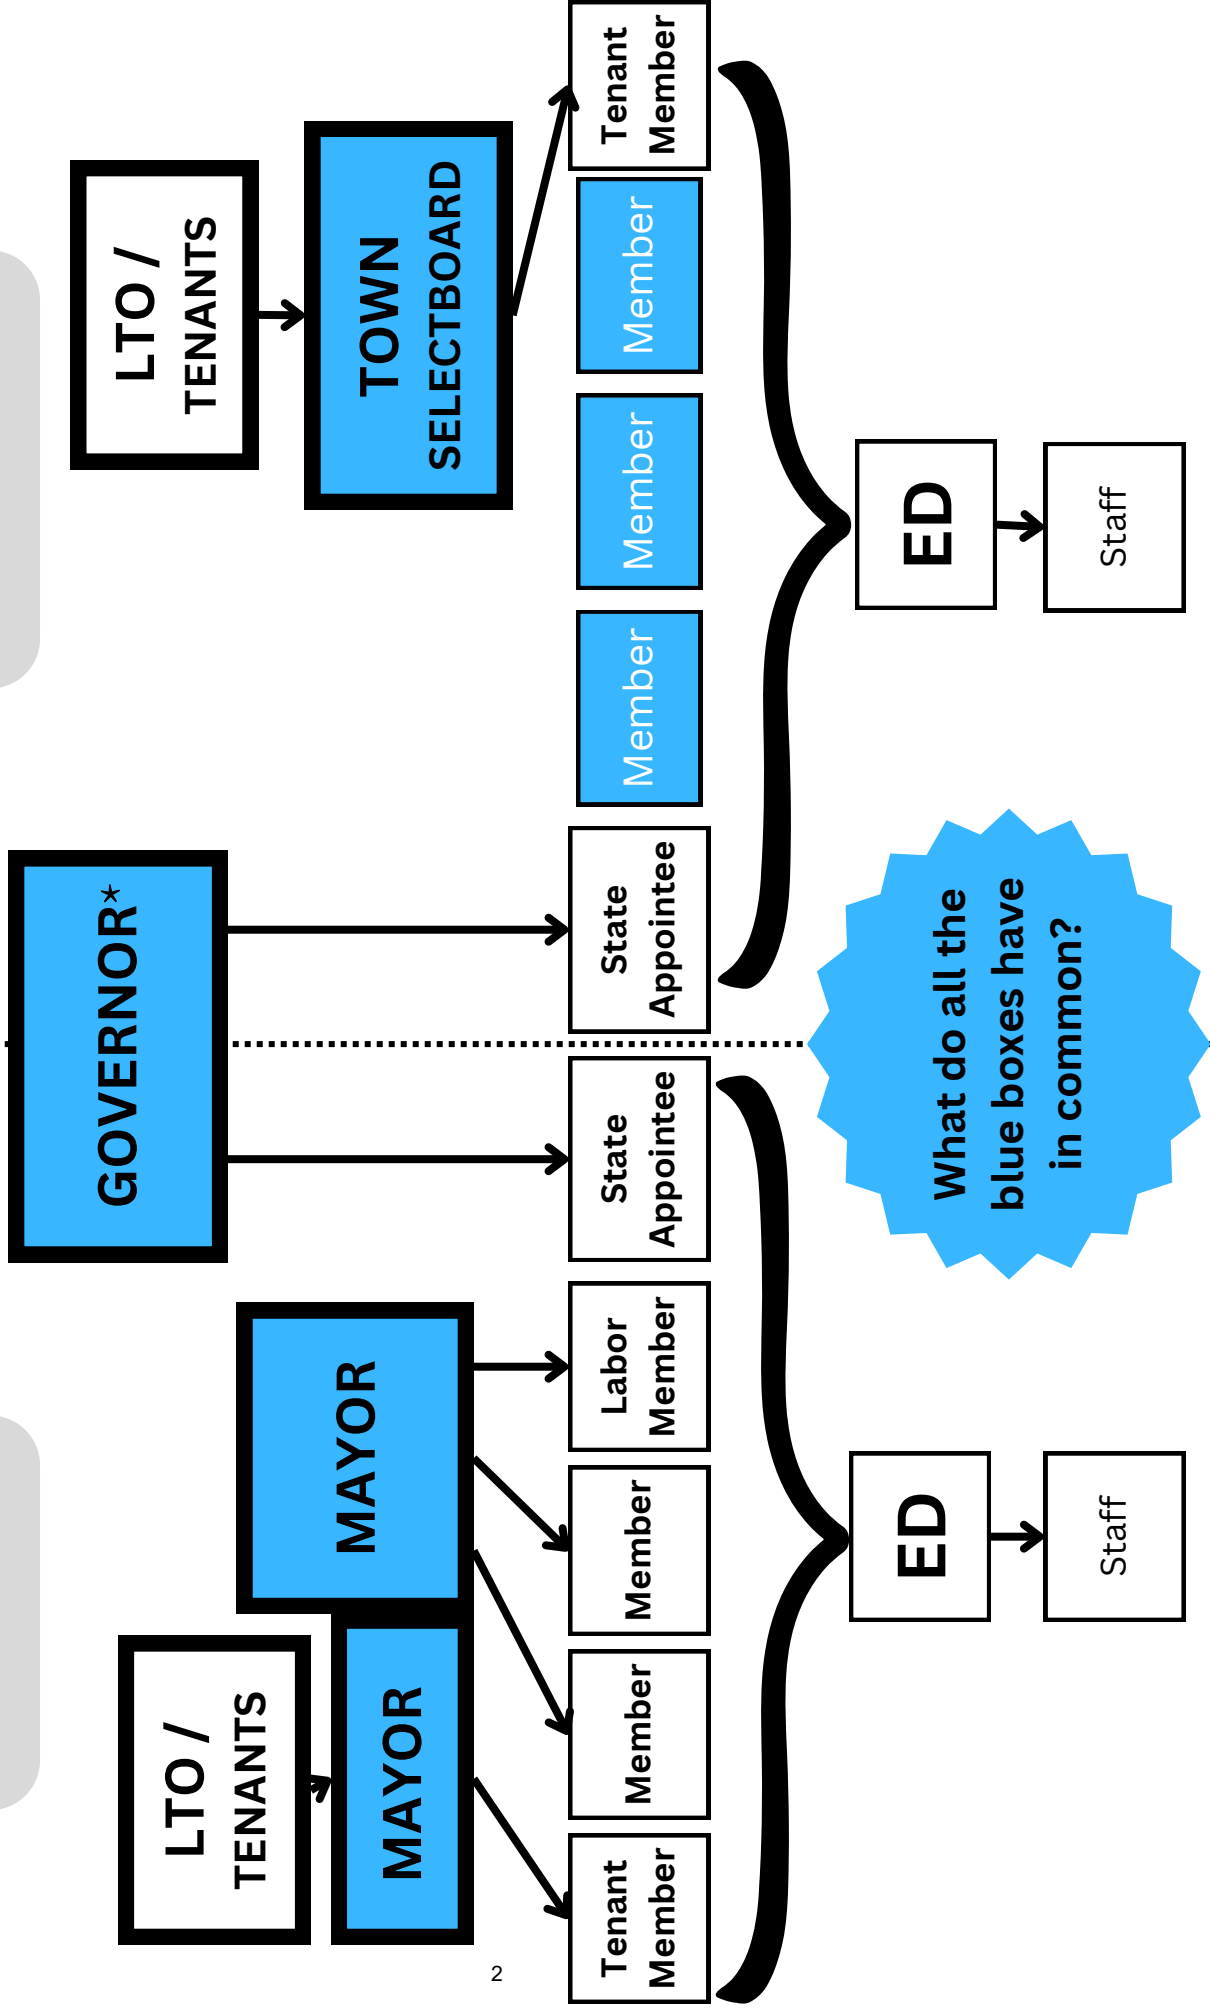 GOVERNOR*
LTO /
TENANTS
MAYOR
MAYOR
LTO /
TENANTS
TOWN
SELECTBOARD
Tenant
Member
Member
Member
Labor
Member
State
Appointee
State
Appointee
Member
Member
Member
Tenant
Member
ED
Staff
What do all the
blue boxes have
in common?
ED
Staff
2